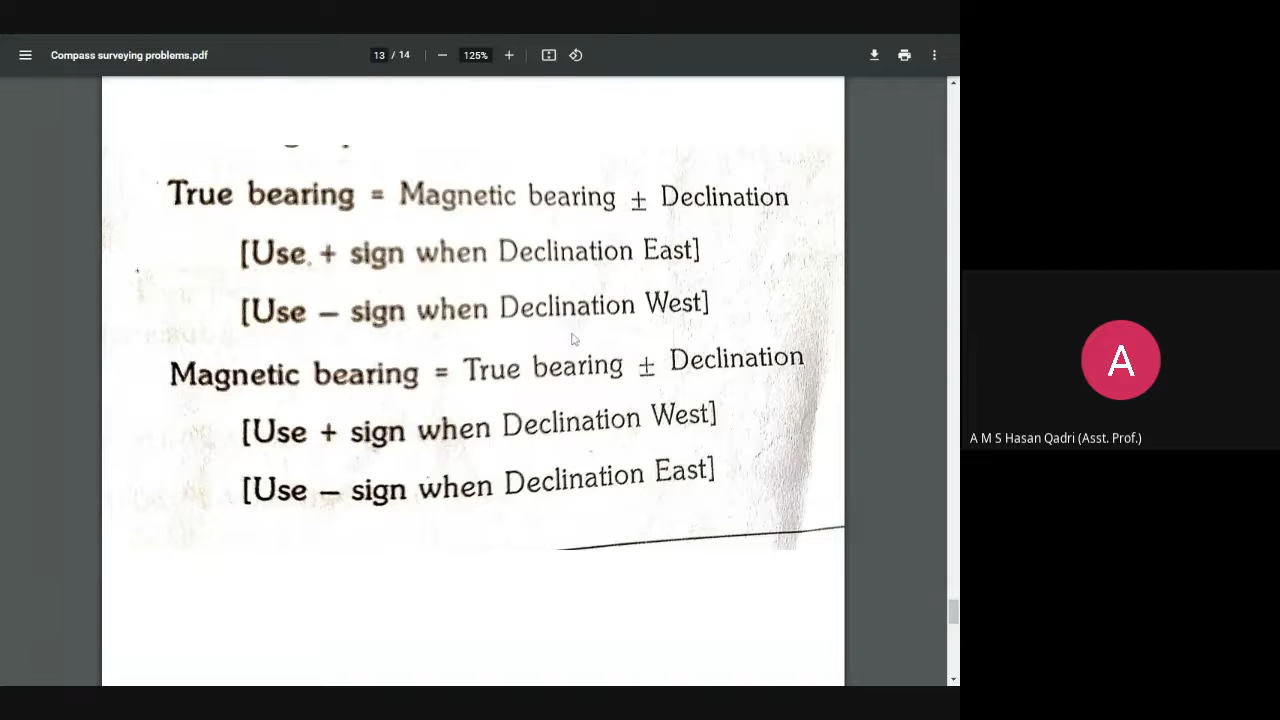 Compass surveying problems.pdf
13 / 14
125%
True bearing = Magnetic bearing ± Declination
[Use. + sign when Declination East]
[Use – sign when Declination West]
Magnetic bearing = True bearing ± Declination
[Use + sign when Declination West]
[Use – sign when Declination East]
A
A M S Hasan Qadri (Asst. Prof.)